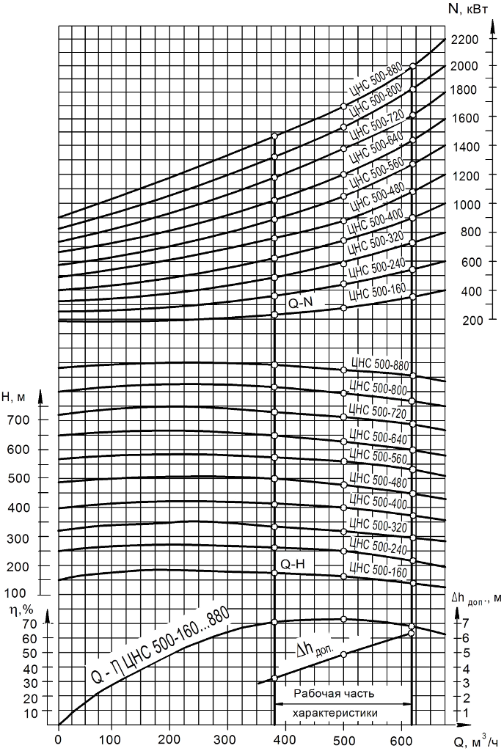 N, кВт
2200
2000
1800
1600
1400
1200
1000
800
600
400
200
ЦНС 500-880
ЦНС 500-800
ЦНС 500-720
ЦНС 500-640
ЦНС 500-560
ЦНС 500-480
ЦНС 500-400
ЦНС 500-320
ЦНС 500-240
ЦНС 500-160
Q-N
H, м
700
600
500
400
300
200
100
ЦНС 500-880
ЦНС 500-800
ЦНС 500-720
ЦНС 500-640
ЦНС 500-560
ЦНС 500-480
ЦНС 500-400
ЦНС 500-320
ЦНС 500-240
ЦНС 500-160
Q-H
η,%
70
60
50
40
30
20
10
Q - η ЦНС 500-160...880
Δh доп.
Δh доп., м
7
6
5
4
3
2
1
Рабочая часть
характеристики
0
100
200
300
400
500
600
Q, м³/ч